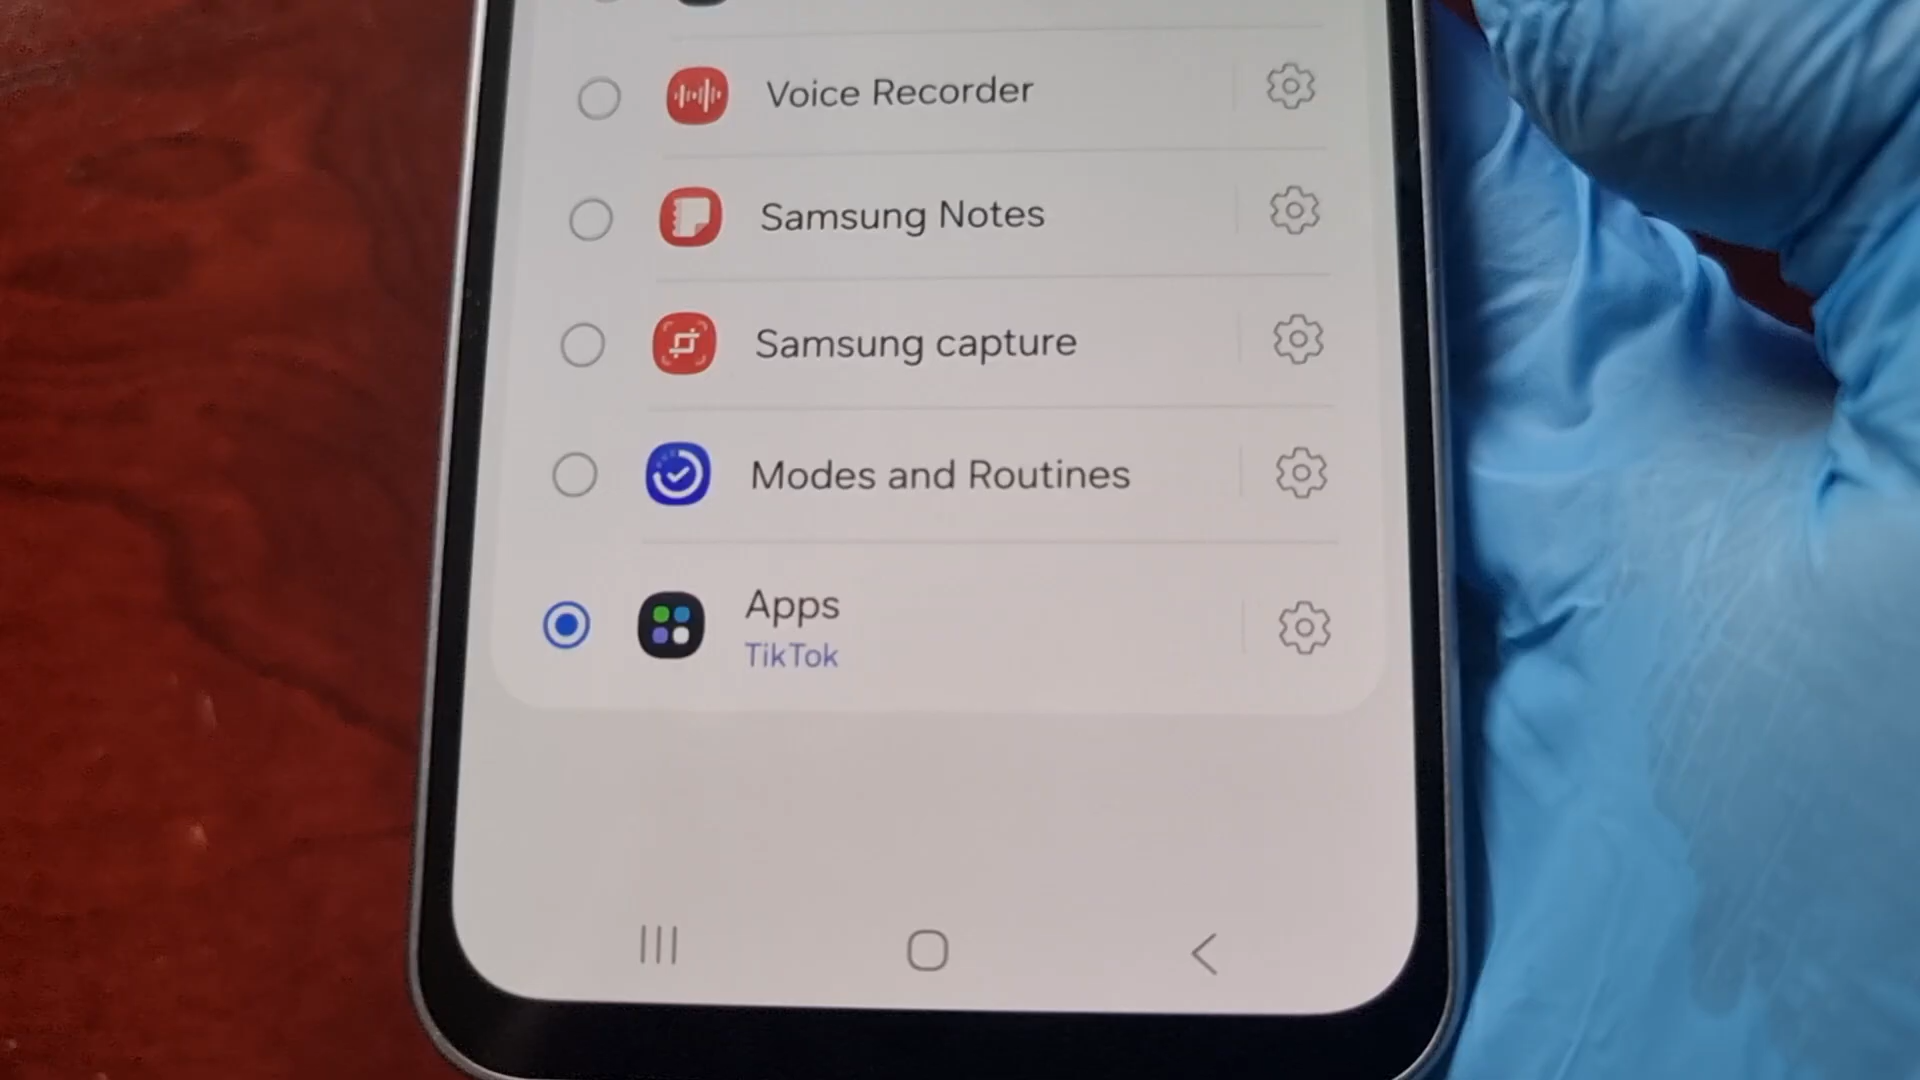 Voice Recorder
Samsung Notes
Samsung capture
Modes and Routines
Apps
TikTok